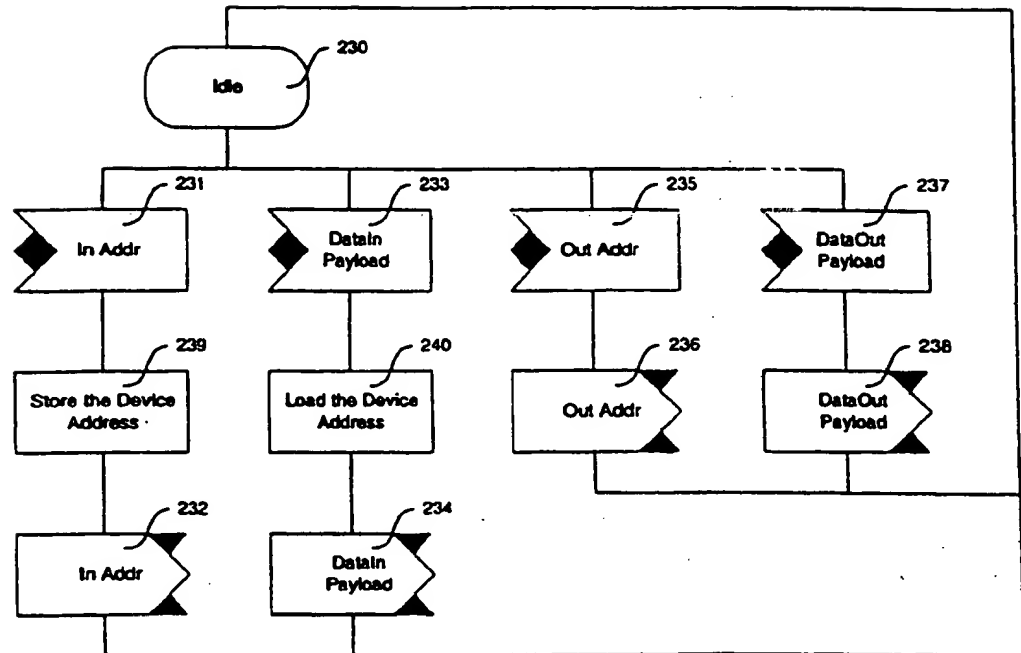 230
Idle
231
233
235
237
In Addr
DataIn
Payload
Out Addr
DataOut
Payload
239
240
236
238
Store the Device
Address
Load the Device
Address
Out Addr
DataOut
Payload
232
234
In Addr
DataIn
Payload